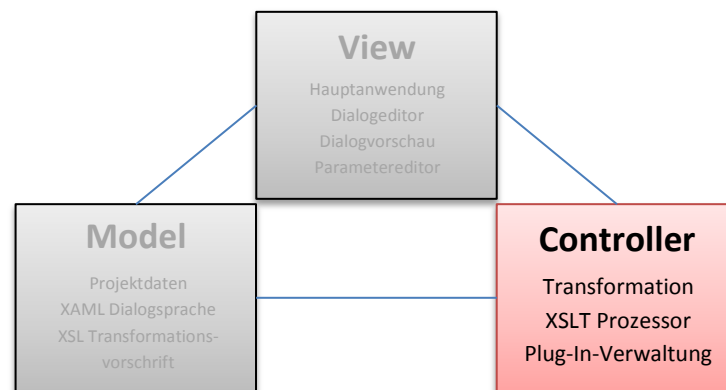 View
Hauptanwendung
Dialogeditor
Dialogvorschau
Parametereditor
Model
Projektdaten
XAML Dialogsprache
XSL Transformations-
vorschrift
Controller
Transformation
XSLT Prozessor
Plug-In-Verwaltung